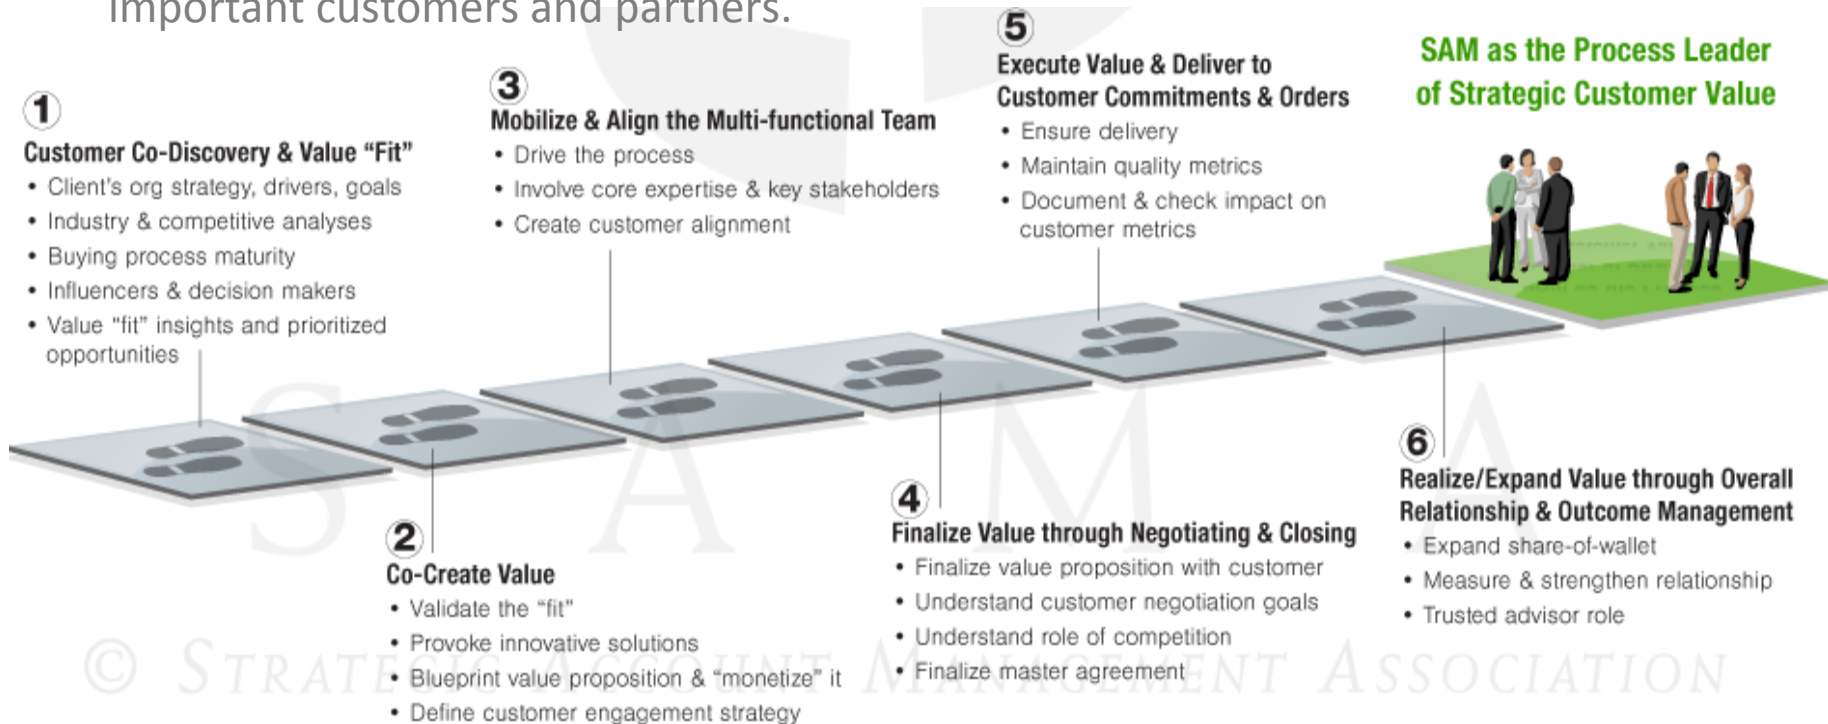 important customers and partners.
1
Customer Co-Discovery & Value “Fit”
• Client's org strategy, drivers, goals
• Industry & competitive analyses
• Buying process maturity
• Influencers & decision makers
• Value “fit” insights and prioritized
opportunities
2
Co-Create Value
• Validate the “fit”
• Provoke innovative solutions
• Blueprint value proposition & “monetize” it
• Define customer engagement strategy
3
Mobilize & Align the Multi-functional Team
• Drive the process
• Involve core expertise & key stakeholders
• Create customer alignment
4
Finalize Value through Negotiating & Closing
• Finalize value proposition with customer
• Understand customer negotiation goals
• Understand role of competition
• Finalize master agreement
5
Execute Value & Deliver to
Customer Commitments & Orders
• Ensure delivery
• Maintain quality metrics
• Document & check impact on
customer metrics
6
Realize/Expand Value through Overall
Relationship & Outcome Management
• Expand share-of-wallet
• Measure & strengthen relationship
• Trusted advisor role
SAM as the Process Leader
of Strategic Customer Value
SAMA
© STRATEGIC ACCOUNT MANAGEMENT ASSOCIATION